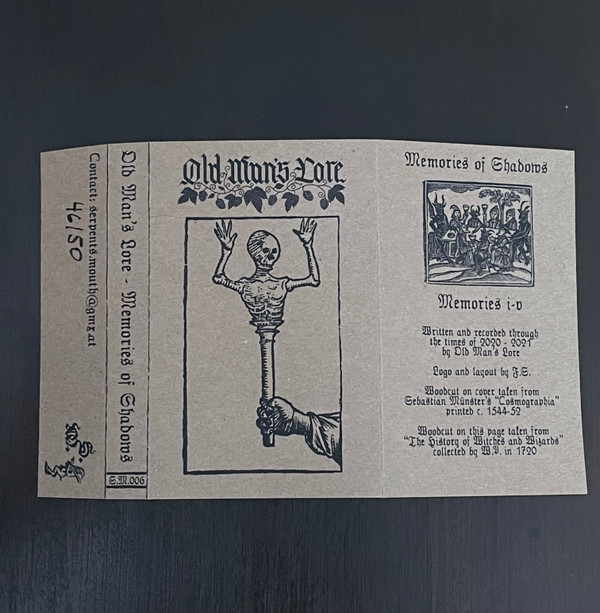 Contact: serpents.mouth@gmx.at
46/50
S.M.
Old Man's Lore - Memories of Shadows
S.M.006
Old Man's Lore
Memories of Shadows
Memories i-v
Written and recorded through
the times of 2020 - 2021
by Old Man's Lore
Logo and layout by F.S.
Woodcut on cover taken from
Sebastian Münster's "Cosmographia"
printed c. 1544-52
Woodcut on this page taken from
"The History of Witches and Wizards"
collected by W.P. in 1720